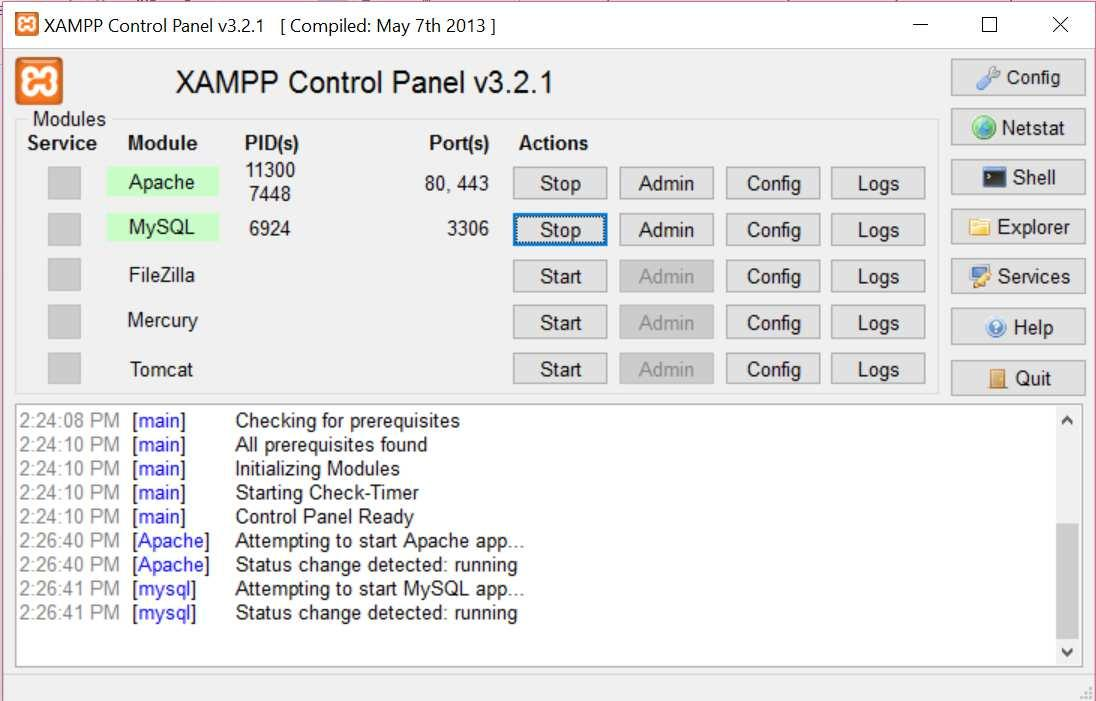 XAMPP Control Panel v3.2.1 [ Compiled: May 7th 2013 ]
XAMPP Control Panel v3.2.1
Config
Modules
Service Module PID(s) Port(s) Actions
Netstat
Apache 11300 7448 80, 443 Stop Admin Config Logs
Shell
MySQL 6924 3306 Stop Admin Config Logs
Explorer
FileZilla Start Admin Config Logs
Services
Mercury Start Admin Config Logs
Help
Tomcat Start Admin Config Logs
Quit
2:24:08 PM [main] Checking for prerequisites
2:24:10 PM [main] All prerequisites found
2:24:10 PM [main] Initializing Modules
2:24:10 PM [main] Starting Check-Timer
2:24:10 PM [main] Control Panel Ready
2:26:40 PM [Apache] Attempting to start Apache app...
2:26:40 PM [Apache] Status change detected: running
2:26:41 PM [mysql] Attempting to start MySQL app...
2:26:41 PM [mysql] Status change detected: running